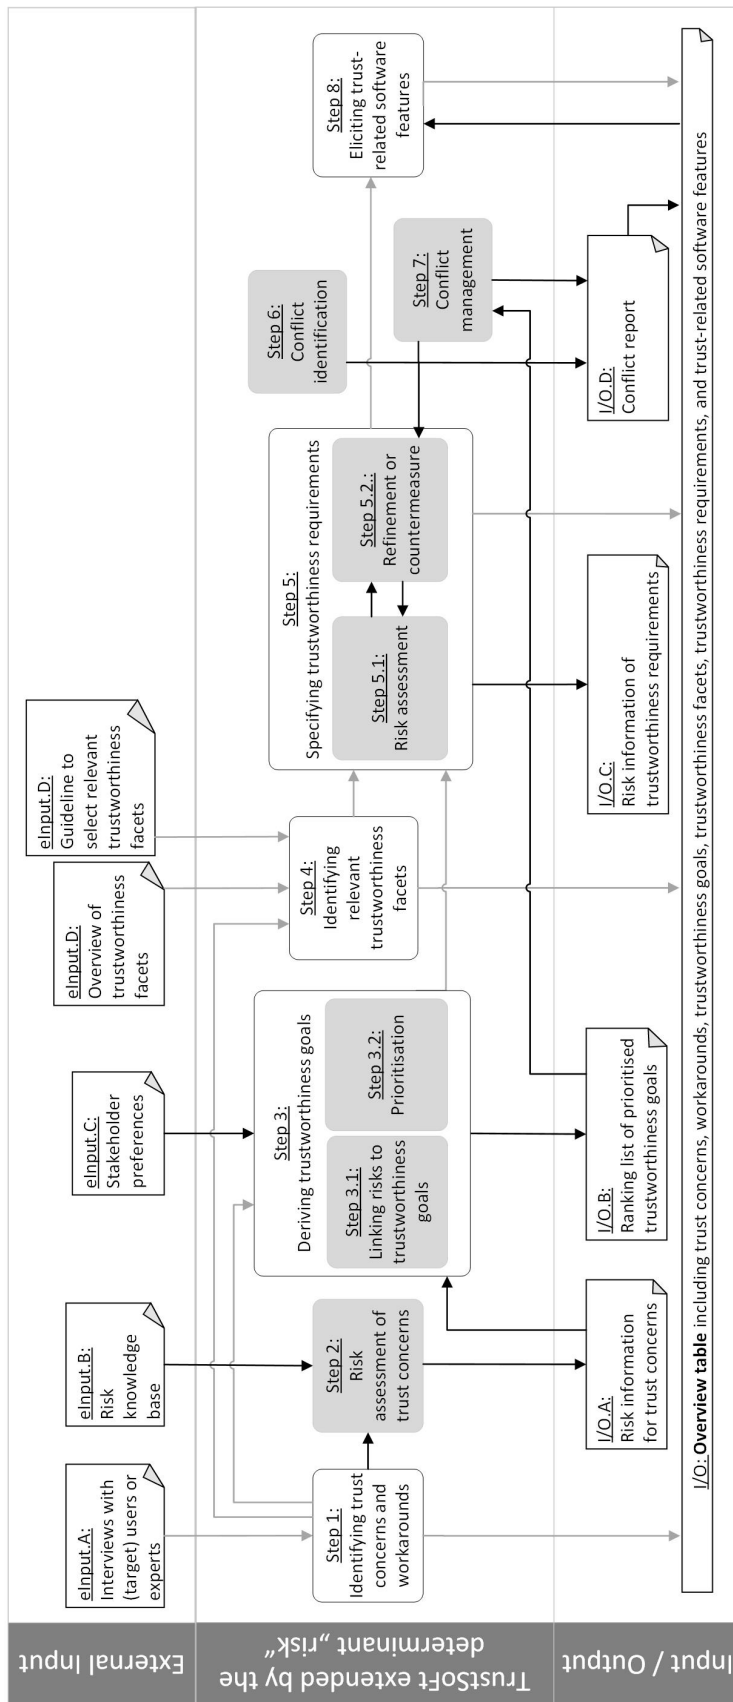 External Input
eInput.A:
Interviews with
(target) users or
experts
eInput.B:
Risk
knowledge
base
eInput.C:
Stakeholder
preferences
eInput.D:
Overview of
trustworthiness
facets
eInput.D:
Guideline to
select relevant
trustworthiness
facets
TrustSoFt extended by the
determinant „risk“
Step 1:
Identifying trust
concerns and
workarounds
Step 2:
Risk
assessment of
trust concerns
Step 3:
Deriving trustworthiness goals
Step 3.1:
Linking risks to
trustworthiness
goals
Step 3.2:
Prioritisation
Step 4:
Identifying
relevant
trustworthiness
facets
Step 5:
Specifying trustworthiness requirements
Step 5.1:
Risk assessment
Step 5.2.:
Refinement or
countermeasure
Step 6:
Conflict
identification
Step 7:
Conflict
management
Step 8:
Eliciting trust-
related software
features
Input / Output
I/O.A:
Risk information
for trust concerns
I/O.B:
Ranking list of prioritised
trustworthiness goals
I/O.C:
Risk information of
trustworthiness requirements
I/O.D:
Conflict report
I/O: Overview table including trust concerns, workarounds, trustworthiness goals, trustworthiness facets, trustworthiness requirements, and trust-related software features